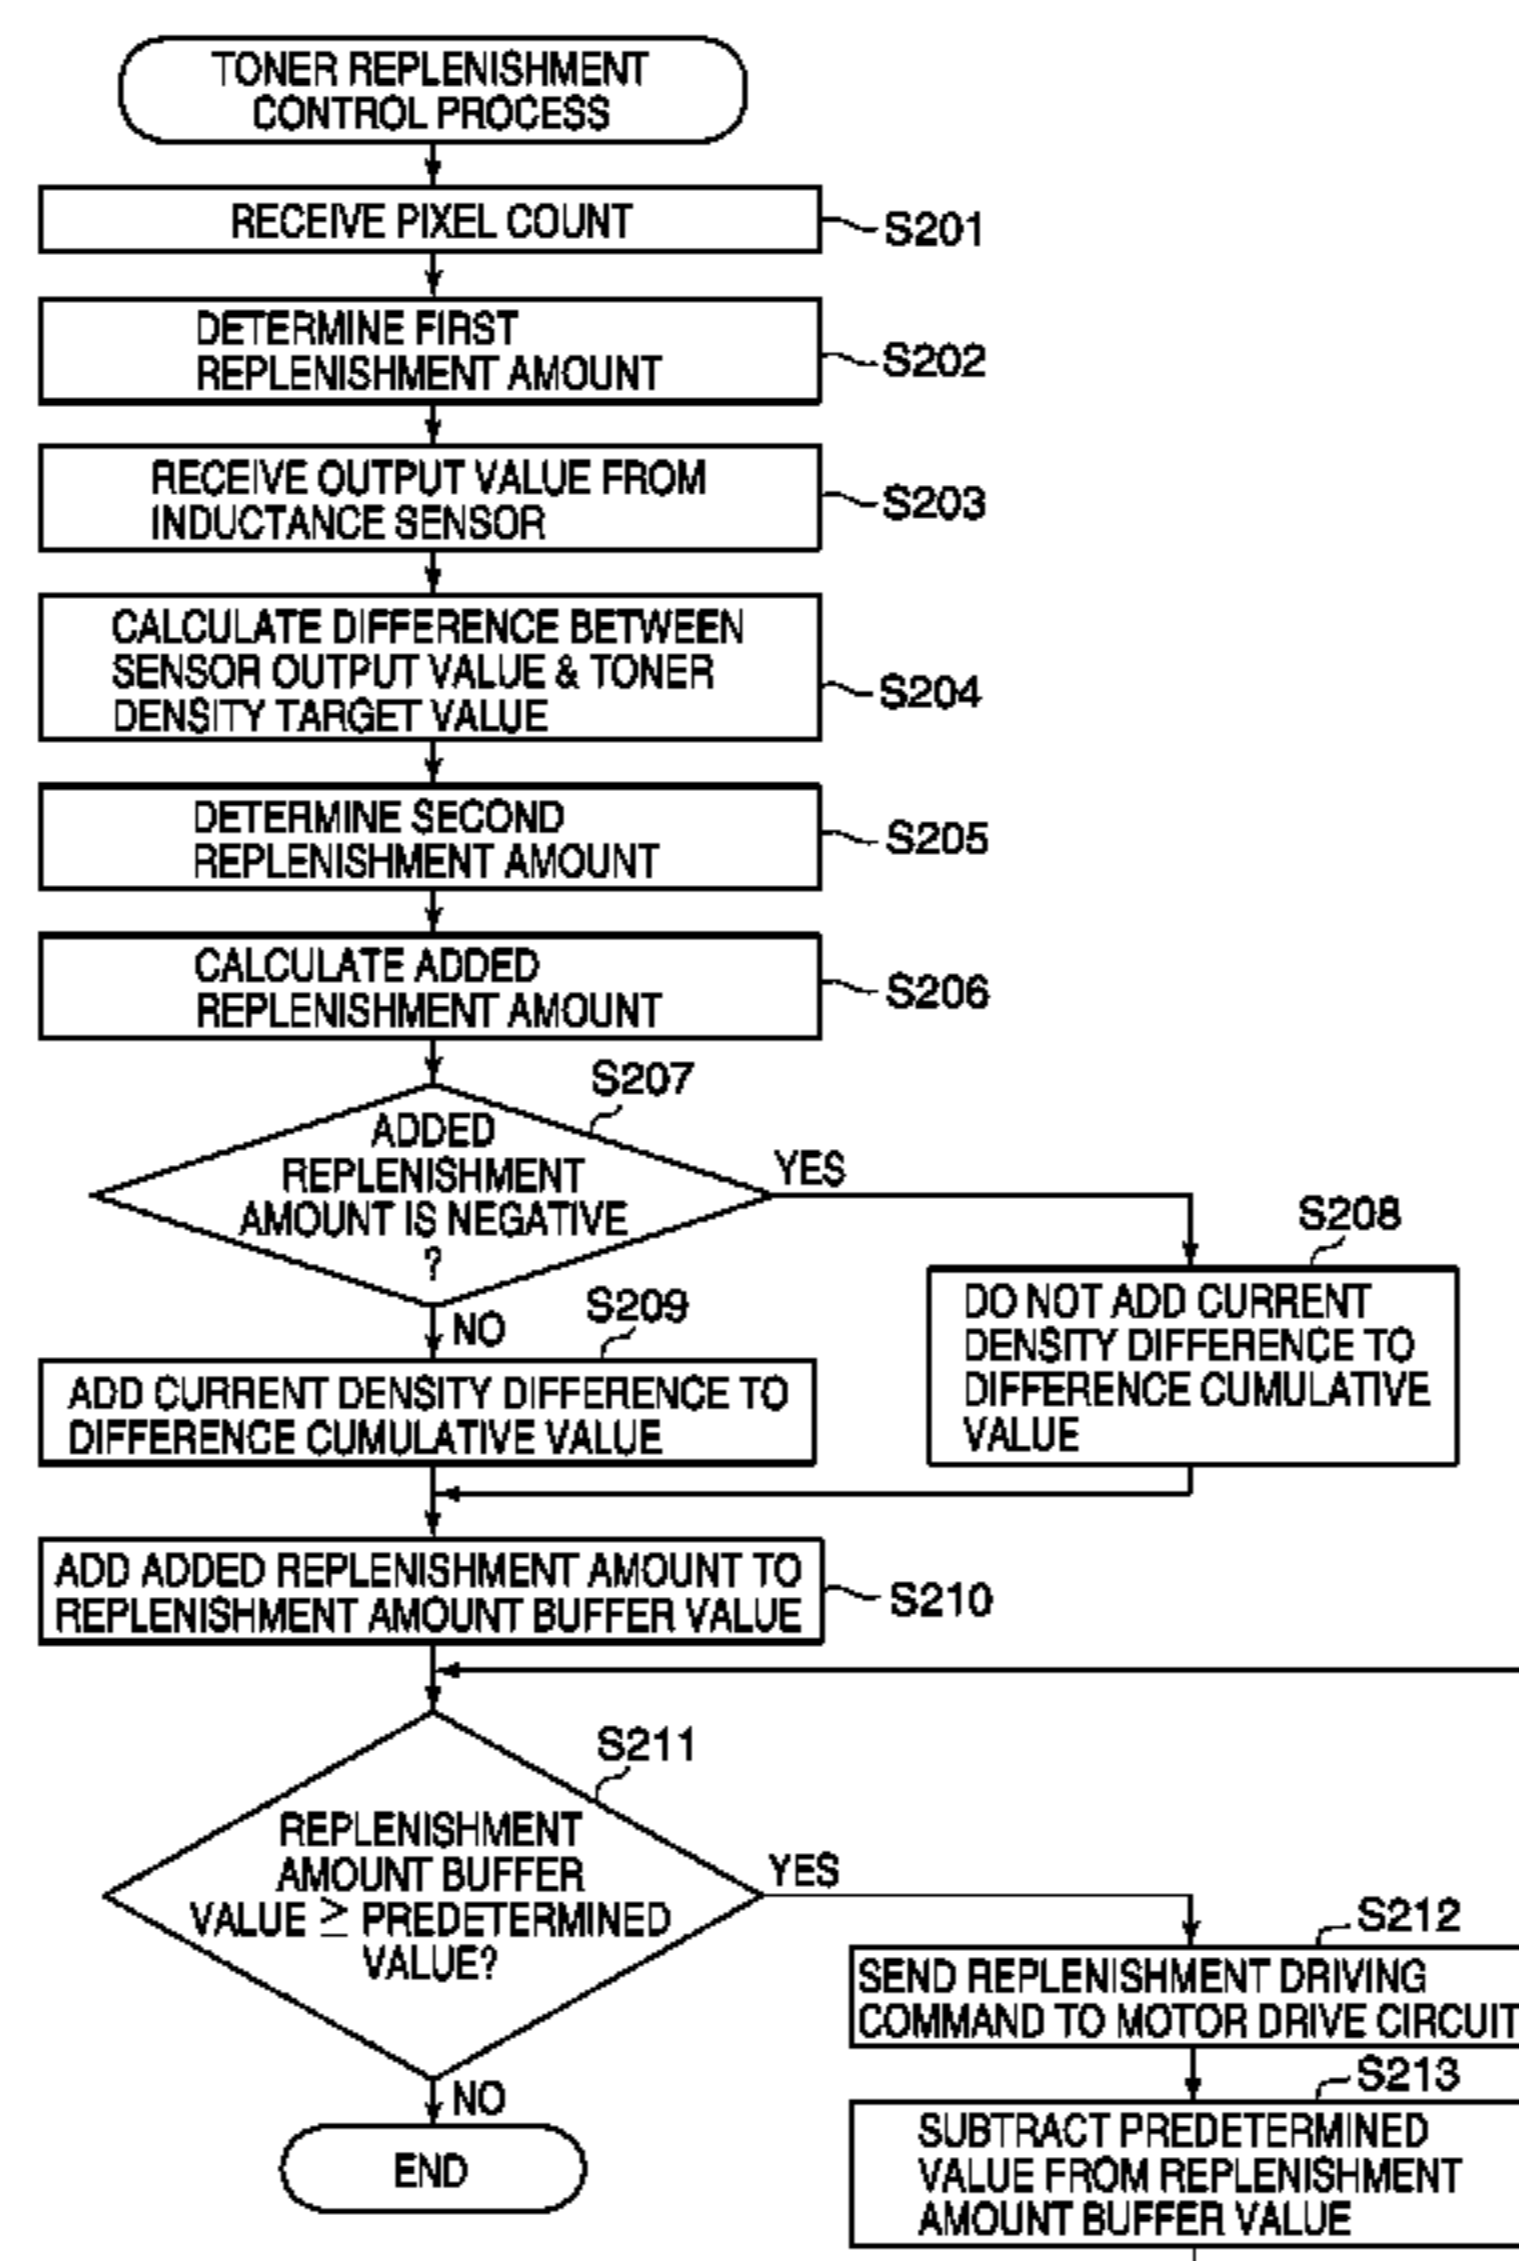 TONER REPLENISHMENT
CONTROL PROCESS
RECEIVE PIXEL COUNT
S201
DETERMINE FIRST
REPLENISHMENT AMOUNT
S202
RECEIVE OUTPUT VALUE FROM
INDUCTANCE SENSOR
S203
CALCULATE DIFFERENCE BETWEEN
SENSOR OUTPUT VALUE & TONER
DENSITY TARGET VALUE
S204
DETERMINE SECOND
REPLENISHMENT AMOUNT
S205
CALCULATE ADDED
REPLENISHMENT AMOUNT
S206
S207
ADDED
REPLENISHMENT
AMOUNT IS NEGATIVE
?
YES
S208
DO NOT ADD CURRENT
DENSITY DIFFERENCE TO
DIFFERENCE CUMULATIVE
VALUE
NO
S209
ADD CURRENT DENSITY DIFFERENCE TO
DIFFERENCE CUMULATIVE VALUE
ADD ADDED REPLENISHMENT AMOUNT TO
REPLENISHMENT AMOUNT BUFFER VALUE
S210
S211
REPLENISHMENT
AMOUNT BUFFER
VALUE ≥ PREDETERMINED
VALUE?
YES
S212
SEND REPLENISHMENT DRIVING
COMMAND TO MOTOR DRIVE CIRCUIT
S213
SUBTRACT PREDETERMINED
VALUE FROM REPLENISHMENT
AMOUNT BUFFER VALUE
NO
END